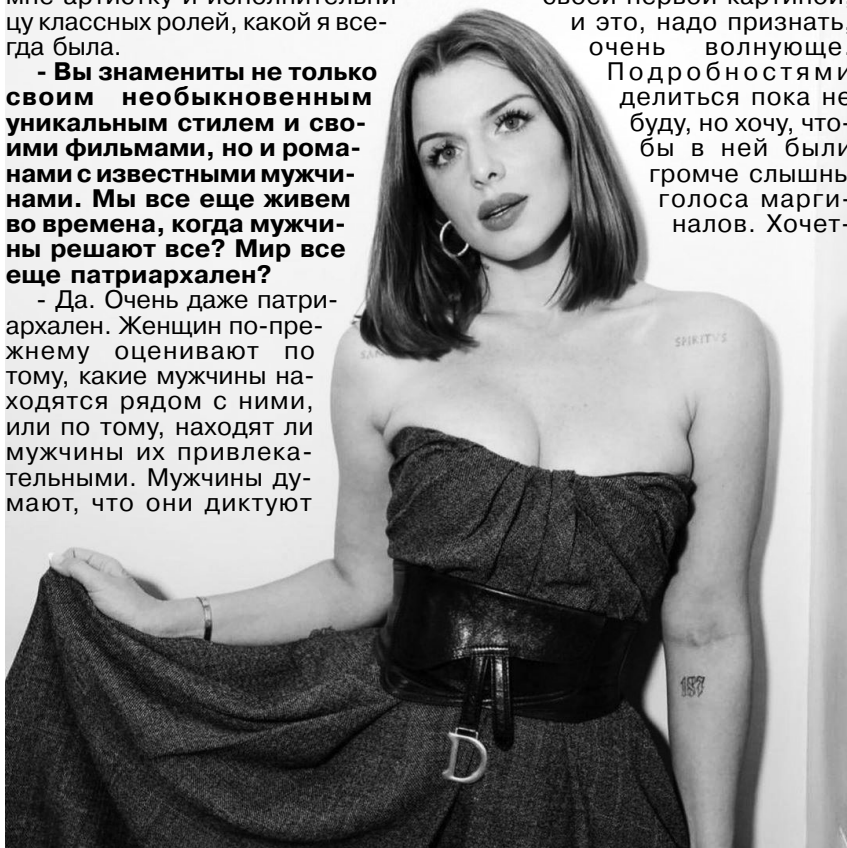 мне артистку и исполнительни-
цу классных ролей, какой я все-
гда была.
- Вы знамениты не только
своим необыкновенным
уникальным стилем и сво-
ими фильмами, но и рома-
нами с известными мужчи-
нами. Мы все еще живем
во времена, когда мужчи-
ны решают все? Мир все
еще патриархален?
- Да. Очень даже патри-
архален. Женщин по-пре-
жнему оценивают по
тому, какие мужчины на-
ходятся рядом с ними,
или по тому, находят ли
мужчины их привлека-
тельными. Мужчины ду-
мают, что они диктуют
своей первой картиной,
и это, надо признать,
очень волнующе.
Подробностями
делиться пока не
буду, но хочу, что-
бы в ней были
громче слышны
голоса марги-
налов. Хочет-
SPIRITVS
187
D